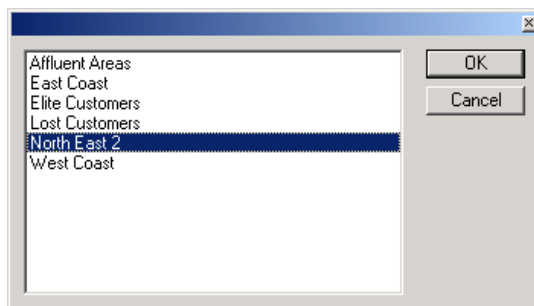 Affluent Areas
East Coast
Elite Customers
Lost Customers
North East 2
West Coast
OK
Cancel